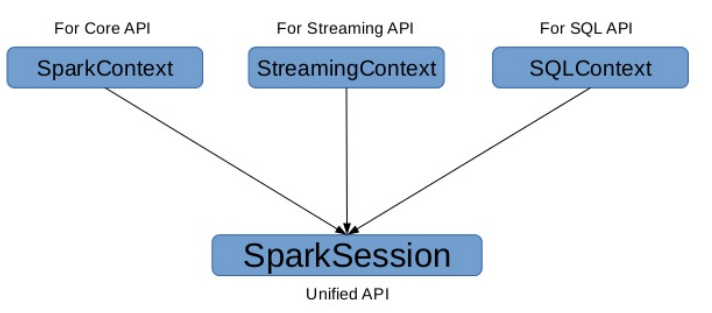 For Core API
For Streaming API
For SQL API
SparkContext
StreamingContext
SQLContext
SparkSession
Unified API